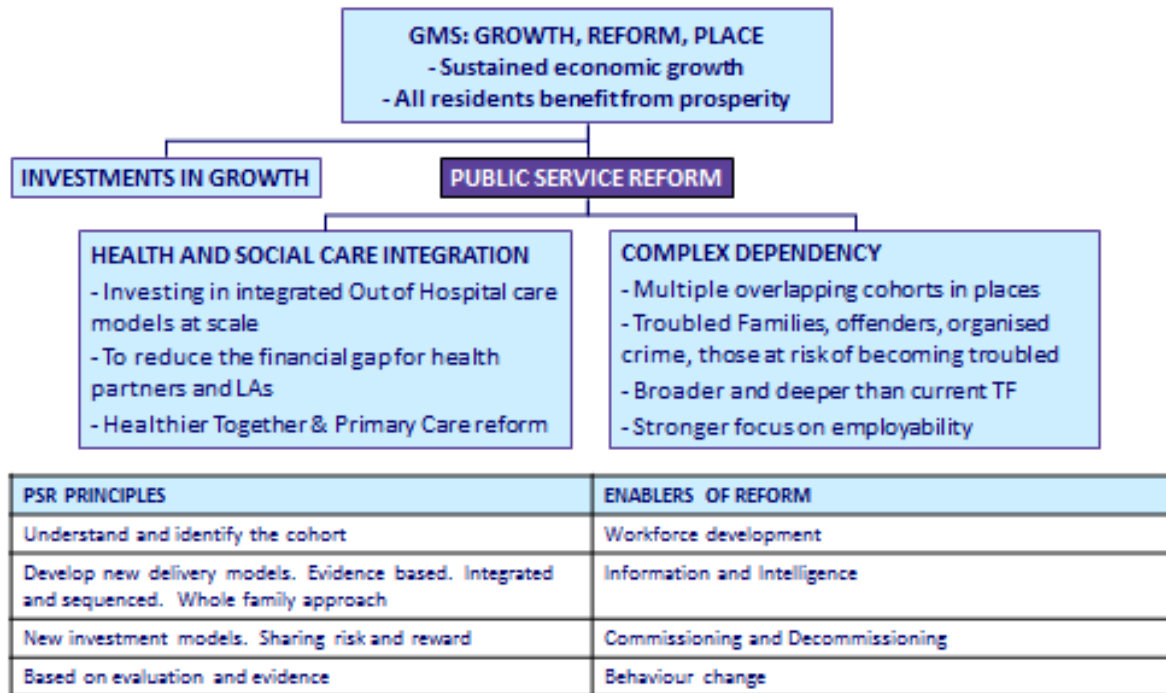 GMS: GROWTH, REFORM, PLACE
- Sustained economic growth
- All residents benefit from prosperity
INVESTMENTS IN GROWTH
PUBLIC SERVICE REFORM
HEALTH AND SOCIAL CARE INTEGRATION
- Investing in integrated Out of Hospital care
models at scale
- To reduce the financial gap for health
partners and LAs
- Healthier Together & Primary Care reform
COMPLEX DEPENDENCY
- Multiple overlapping cohorts in places
- Troubled Families, offenders, organised
crime, those at risk of becoming troubled
- Broader and deeper than current TF
- Stronger focus on employability
PSR PRINCIPLES
ENABLERS OF REFORM
Understand and identify the cohort
Workforce development
Develop new delivery models. Evidence based. Integrated
and sequenced. Whole family approach
Information and Intelligence
New investment models. Sharing risk and reward
Commissioning and Decommissioning
Based on evaluation and evidence
Behaviour change